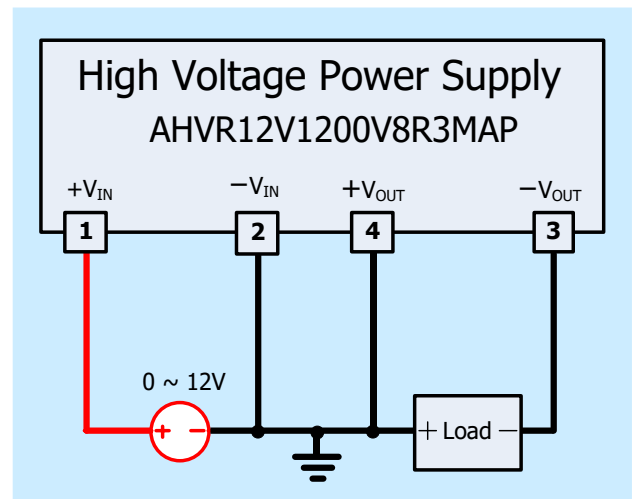 High Voltage Power Supply
AHVR12V1200V8R3MAP
+VIN −VIN +VOUT −VOUT
1 2 4 3
0 ~ 12V
+ − + Load −